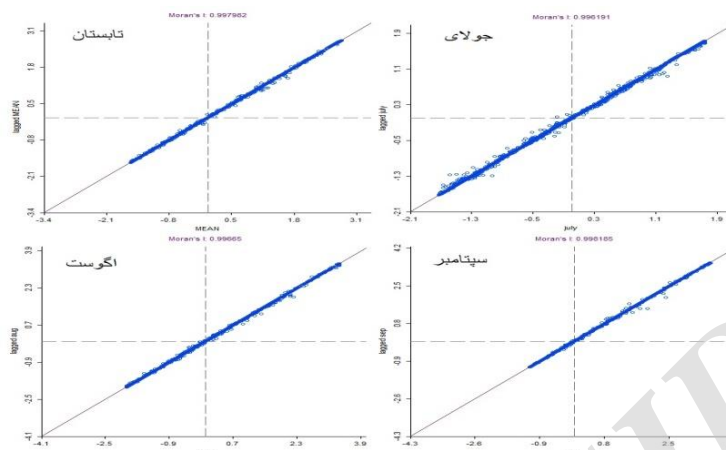 Moran's I: 0.997962
تابستان
lagged MEAN
3.1
1.8
0.5
-0.8
-2.1
-3.4
-3.4 -2.1 -0.8 0.5 1.8 3.1
MEAN
Moran's I: 0.996191
جولای
lagged july
1.9
1.1
0.3
-0.5
-1.3
-2.1
-2.1 -1.3 -0.5 0.3 1.1 1.9
july
Moran's I: 0.99665
اگوست
lagged aug
3.9
2.3
0.7
-0.9
-2.5
-4.1
-4.1 -2.5 -0.9 0.7 2.3 3.9
Moran's I: 0.998185
سپتامبر
lagged sep
4.2
2.5
0.8
-0.9
-2.6
-4.3
-4.3 -2.6 -0.9 0.8 2.5